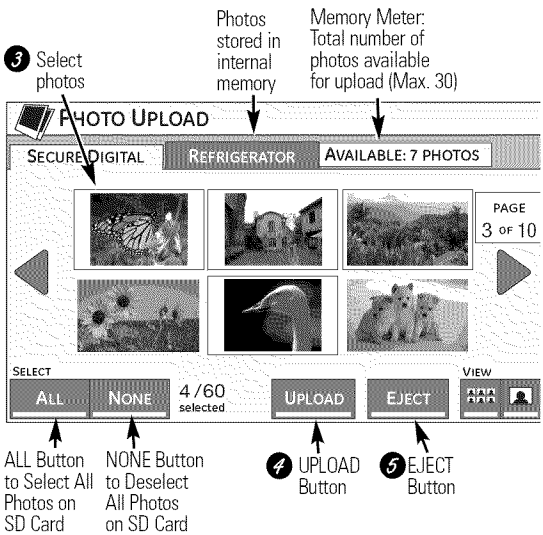 3 Select
photos
Photos
stored in
internal
memory
Memory Meter:
Total number of
photos available
for upload (Max. 30)
PHOTO UPLOAD
SECURE DIGITAL
REFRIGERATOR
AVAILABLE: 7 PHOTOS
PAGE
3 OF 10
SELECT
ALL
NONE
4/60
selected
UPLOAD
EJECT
VIEW
ALL Button
to Select All
Photos on
SD Card
NONE Button
to Deselect
All Photos
on SD Card
4 UPLOAD
Button
5 EJECT
Button